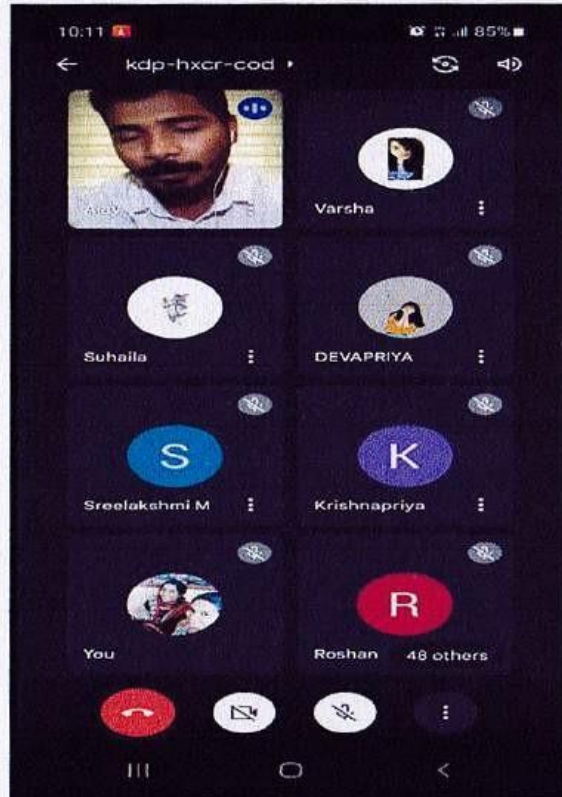 10:11 85%
kdp-hxcr-cod
Varsha
Suhaila DEVAPRIYA
S K
Sreelakshmi M Krishnapriya
R
You Roshan 48 others